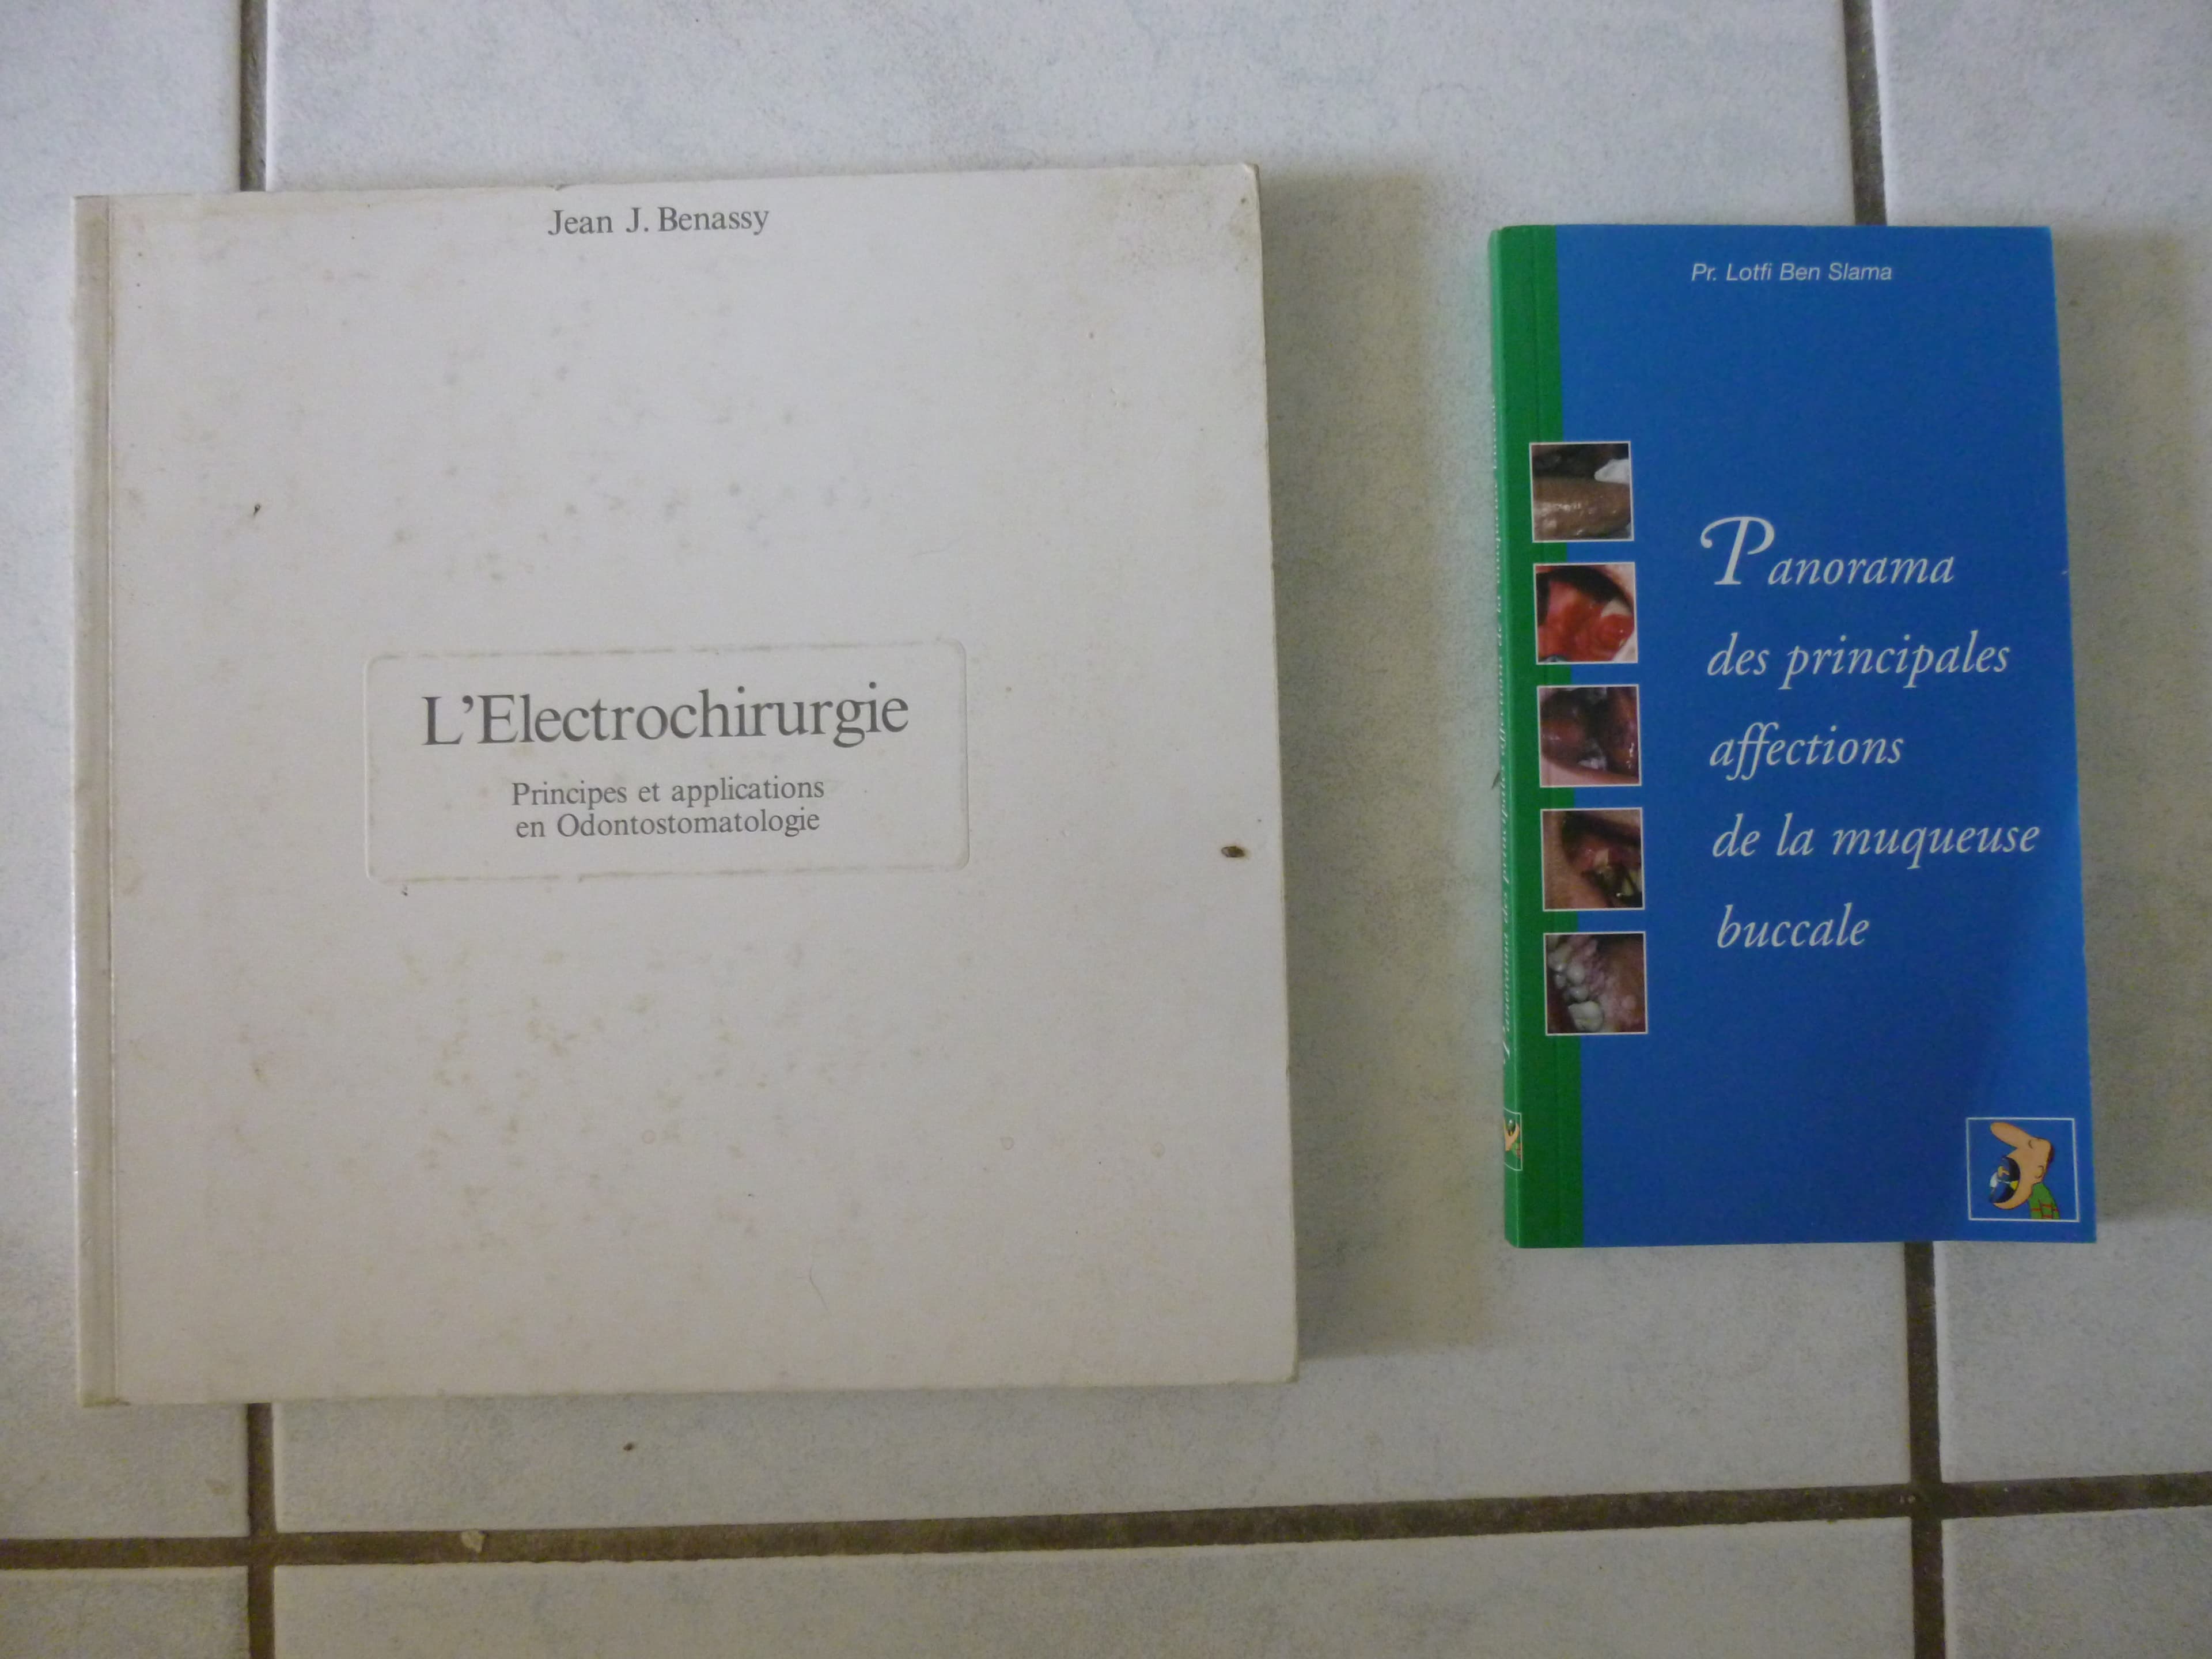 Jean J. Benassy
L'Electrochirurgie
Principes et applications
en Odontostomatologie
Pr. Lotfi Ben Slama
Panorama
des principales
affections
de la muqueuse
buccale